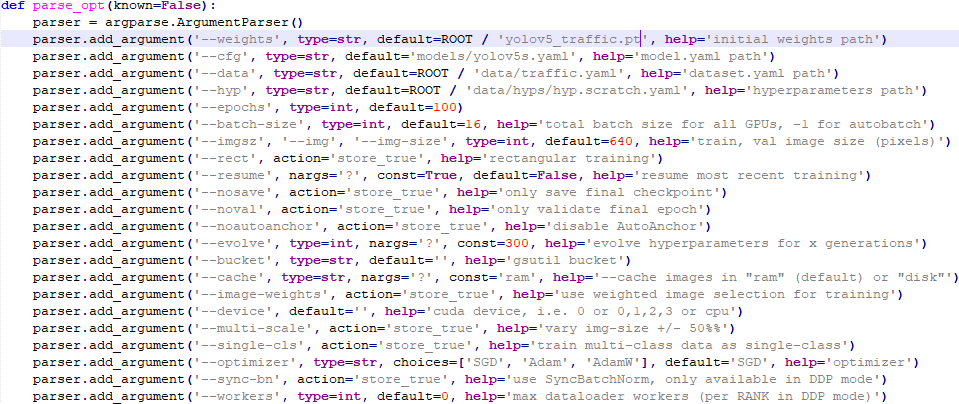 def parse_opt(known=False):
    parser = argparse.ArgumentParser()
    parser.add_argument('--weights', type=str, default=ROOT / 'yolov5_traffic.pt', help='initial weights path')
    parser.add_argument('--cfg', type=str, default='models/yolov5s.yaml', help='model.yaml path')
    parser.add_argument('--data', type=str, default=ROOT / 'data/traffic.yaml', help='dataset.yaml path')
    parser.add_argument('--hyp', type=str, default=ROOT / 'data/hyps/hyp.scratch.yaml', help='hyperparameters path')
    parser.add_argument('--epochs', type=int, default=100)
    parser.add_argument('--batch-size', type=int, default=16, help='total batch size for all GPUs, -1 for autobatch')
    parser.add_argument('--imgsz', '--img', '--img-size', type=int, default=640, help='train, val image size (pixels)')
    parser.add_argument('--rect', action='store_true', help='rectangular training')
    parser.add_argument('--resume', nargs='?', const=True, default=False, help='resume most recent training')
    parser.add_argument('--nosave', action='store_true', help='only save final checkpoint')
    parser.add_argument('--noval', action='store_true', help='only validate final epoch')
    parser.add_argument('--noautoanchor', action='store_true', help='disable AutoAnchor')
    parser.add_argument('--evolve', type=int, nargs='?', const=300, help='evolve hyperparameters for x generations')
    parser.add_argument('--bucket', type=str, default='', help='gsutil bucket')
    parser.add_argument('--cache', type=str, nargs='?', const='ram', help='--cache images in "ram" (default) or "disk"')
    parser.add_argument('--image-weights', action='store_true', help='use weighted image selection for training')
    parser.add_argument('--device', default='', help='cuda device, i.e. 0 or 0,1,2,3 or cpu')
    parser.add_argument('--multi-scale', action='store_true', help='vary img-size +/- 50%%')
    parser.add_argument('--single-cls', action='store_true', help='train multi-class data as single-class')
    parser.add_argument('--optimizer', type=str, choices=['SGD', 'Adam', 'AdamW'], default='SGD', help='optimizer')
    parser.add_argument('--sync-bn', action='store_true', help='use SyncBatchNorm, only available in DDP mode')
    parser.add_argument('--workers', type=int, default=0, help='max dataloader workers (per RANK in DDP mode)')